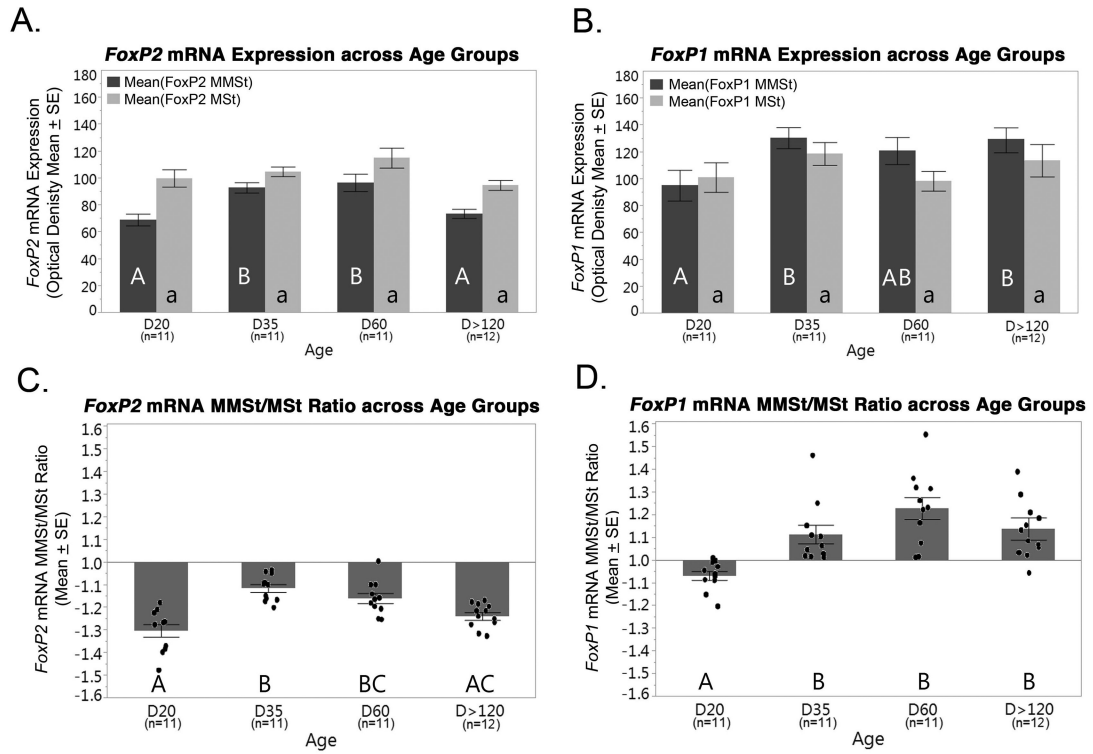 A.
FoxP2 mRNA Expression across Age Groups
FoxP2 mRNA Expression
(Optical Denisty Mean ± SE)
180
160
140
120
100
80
60
40
20
0
Mean(FoxP2 MMSt)
Mean(FoxP2 MSt)
A a B a B a A a
D20 D35 D60 D>120
(n=11) (n=11) (n=11) (n=12)
Age
B.
FoxP1 mRNA Expression across Age Groups
FoxP1 mRNA Expression
(Optical Denisty Mean ± SE)
180
160
140
120
100
80
60
40
20
0
Mean(FoxP1 MMSt)
Mean(FoxP1 MSt)
A a B a AB a B a
D20 D35 D60 D>120
(n=11) (n=11) (n=11) (n=12)
Age
C.
FoxP2 mRNA MMSt/MSt Ratio across Age Groups
FoxP2 mRNA MMSt/MSt Ratio
(Mean ± SE)
1.6
1.5
1.4
1.3
1.2
1.1
1.0
-1.1
-1.2
-1.3
-1.4
-1.5
-1.6
A B BC AC
D20 D35 D60 D>120
(n=11) (n=11) (n=11) (n=12)
Age
D.
FoxP1 mRNA MMSt/MSt Ratio across Age Groups
FoxP1 mRNA MMSt/MSt Ratio
(Mean ± SE)
1.6
1.5
1.4
1.3
1.2
1.1
1.0
-1.1
-1.2
-1.3
-1.4
-1.5
-1.6
A B B B
D20 D35 D60 D>120
(n=11) (n=11) (n=11) (n=12)
Age